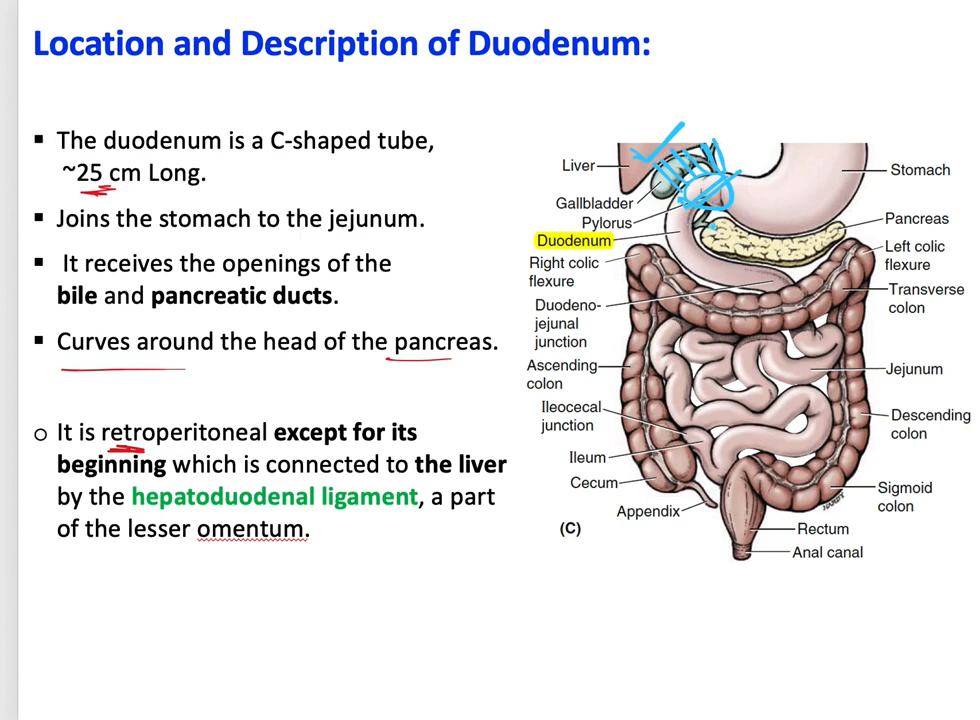 Location and Description of Duodenum:
▪ The duodenum is a C-shaped tube,
~25 cm Long.
▪ Joins the stomach to the jejunum.
▪ It receives the openings of the
bile and pancreatic ducts.
▪ Curves around the head of the pancreas.
o It is retroperitoneal except for its
beginning which is connected to the liver
by the hepatoduodenal ligament, a part
of the lesser omentum.
Liver
Gallbladder
Pylorus
Duodenum
Right colic
flexure
Duodeno-
jejunal
junction
Ascending
colon
Ileocecal
junction
Ileum
Cecum
Appendix
(C)
Stomach
Pancreas
Left colic
flexure
Transverse
colon
Jejunum
Descending
colon
Sigmoid
colon
Rectum
Anal canal